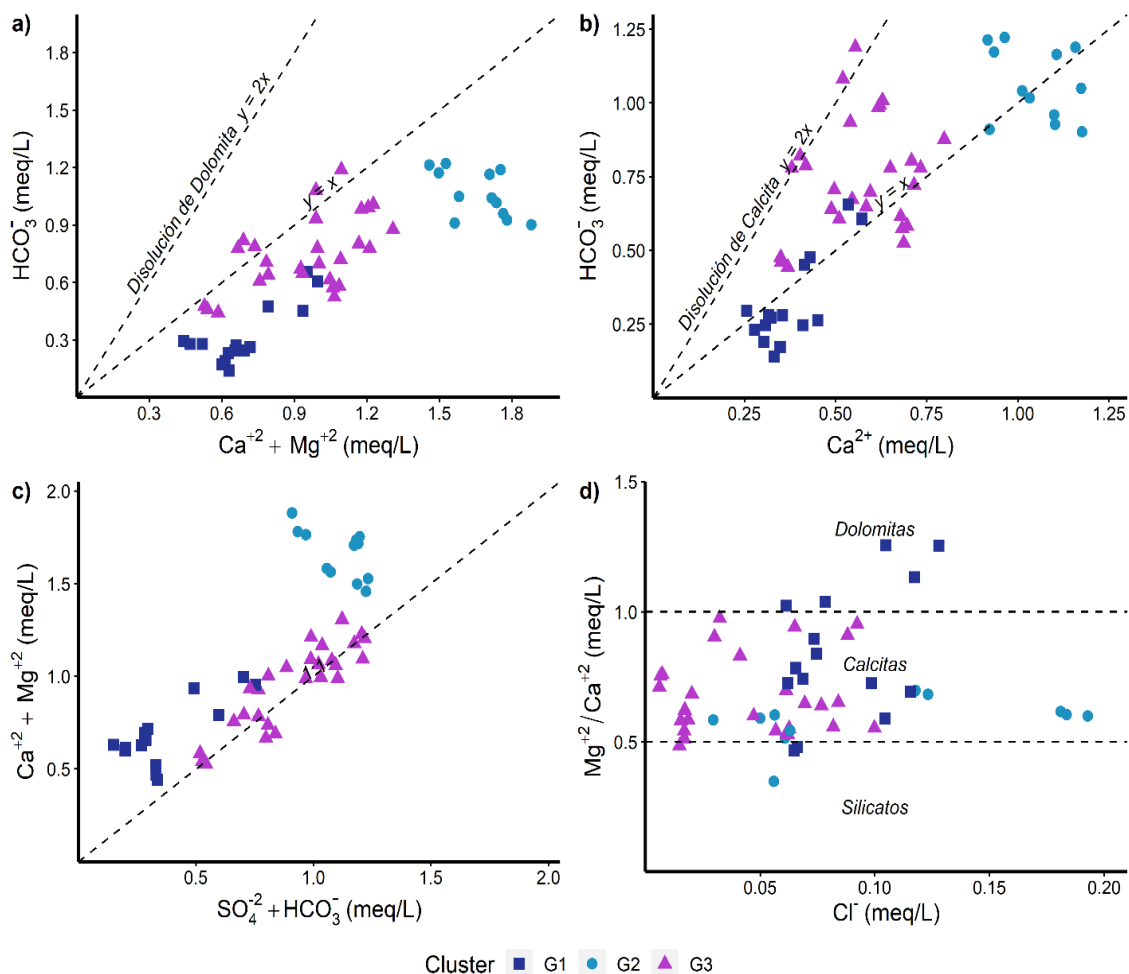 a)
1.8
1.5
1.2
0.9
0.6
0.3
HCO₃⁻ (meq/L)
Disolución de Dolomita y = 2x
y = x
0.3 0.6 0.9 1.2 1.5 1.8
Ca⁺² + Mg⁺² (meq/L)
b)
1.25
1.00
0.75
0.50
0.25
HCO₃⁻ (meq/L)
Disolución de Calcita y = 2x
y = x
0.25 0.50 0.75 1.00 1.25
Ca²⁺ (meq/L)
c)
2.0
1.5
1.0
0.5
Ca⁺² + Mg⁺² (meq/L)
0.5 1.0 1.5 2.0
SO₄⁻² + HCO₃⁻ (meq/L)
d)
1.5
1.0
0.5
Mg⁺² / Ca⁺² (meq/L)
Dolomitas
Calcitas
Silicatos
0.05 0.10 0.15 0.20
Cl⁻ (meq/L)
Cluster G1 G2 G3